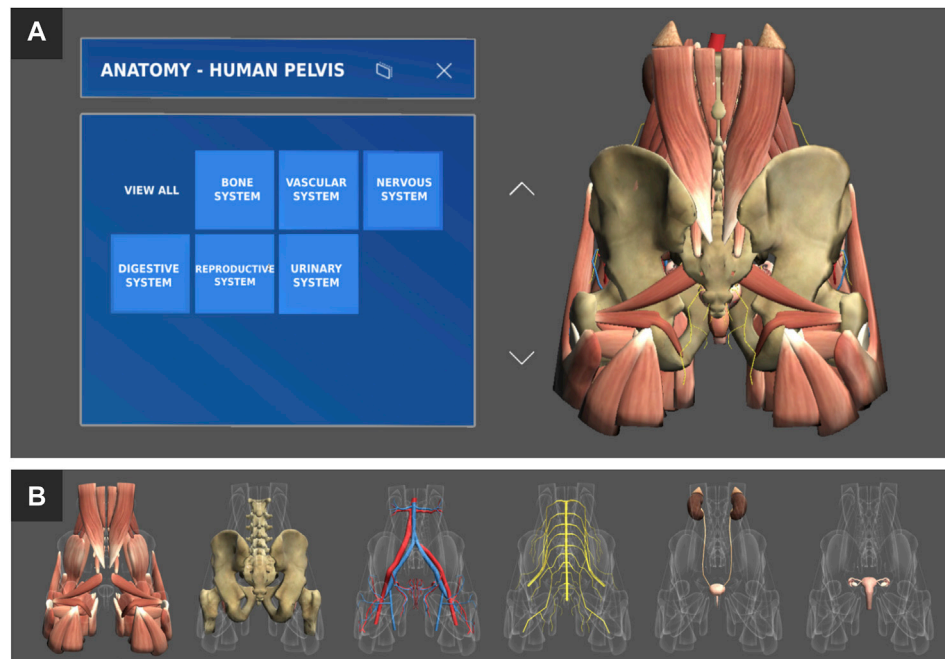 A
ANATOMY - HUMAN PELVIS
VIEW ALL
BONE
SYSTEM
VASCULAR
SYSTEM
NERVOUS
SYSTEM
DIGESTIVE
SYSTEM
REPRODUCTIVE
SYSTEM
URINARY
SYSTEM
B